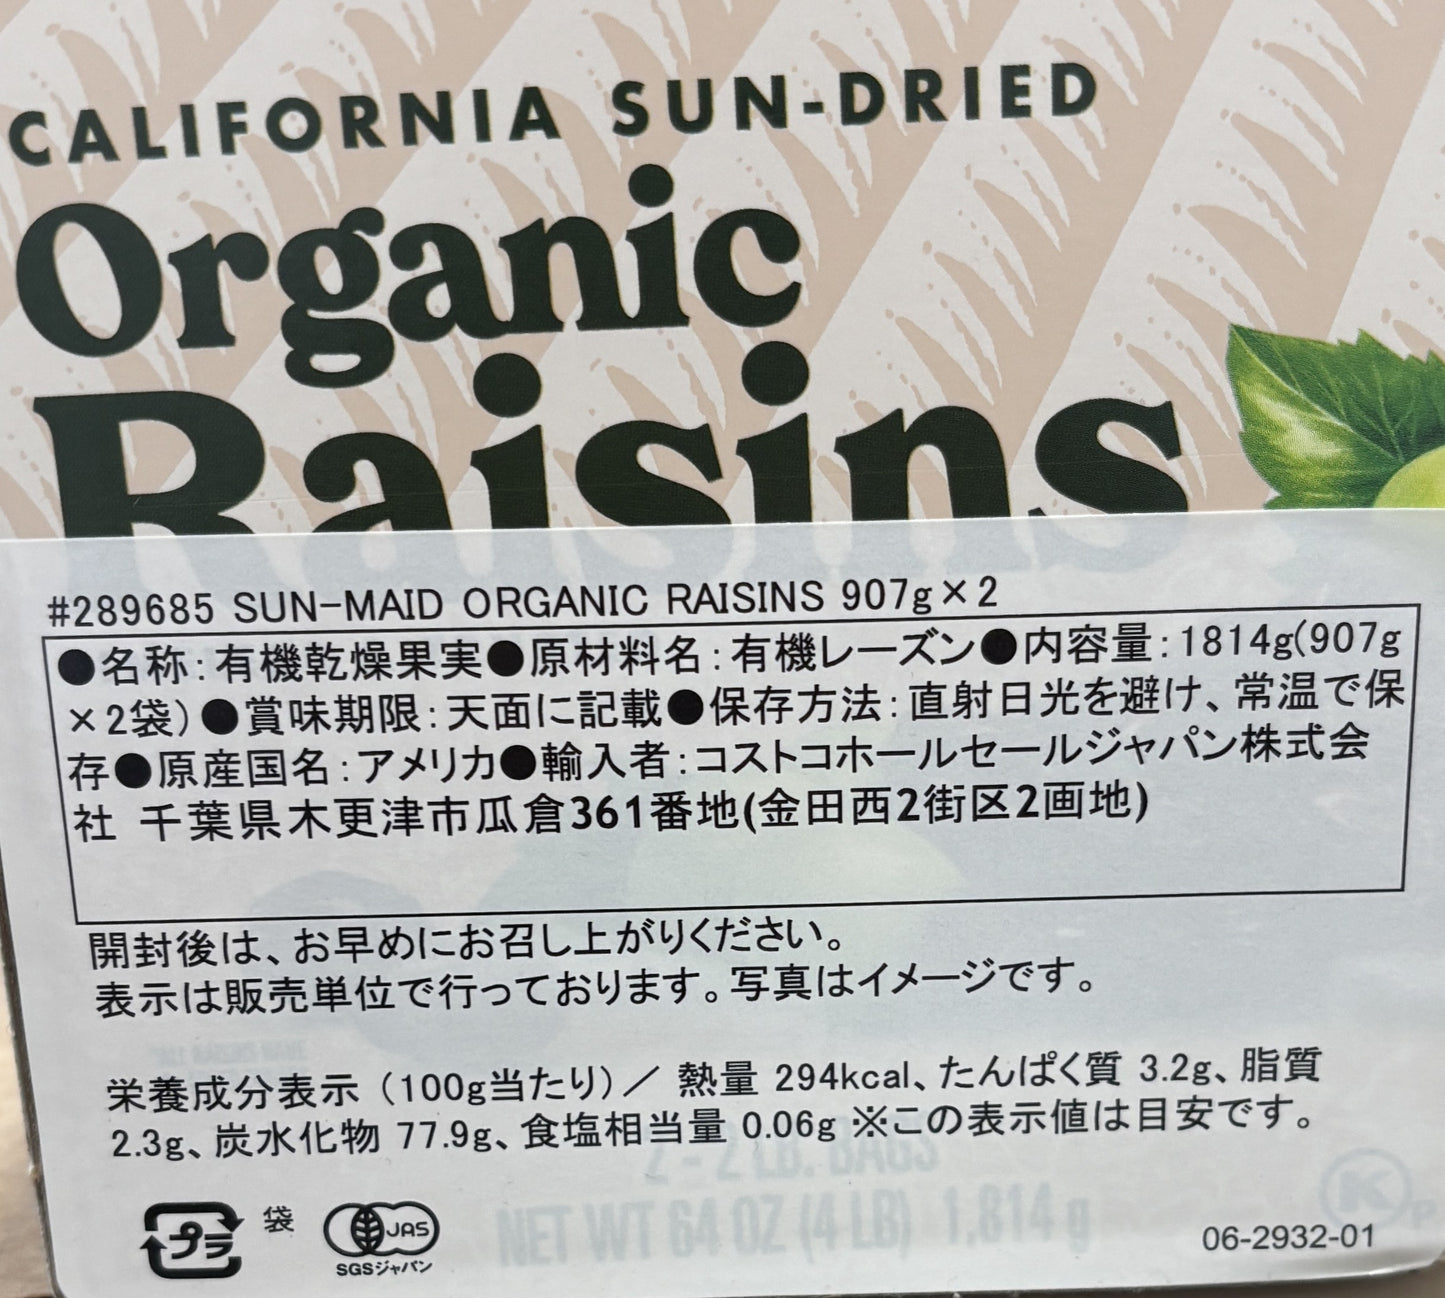 CALIFORNIA SUN-DRIED
Organic
Raisins
#289685 SUN-MAID ORGANIC RAISINS 907g×2
●名称:有機乾燥果実●原材料名:有機レーズン●内容量:1814g(907g
×2袋)●賞味期限:天面に記載●保存方法:直射日光を避け、常温で保
存●原産国名:アメリカ●輸入者:コストコホールセールジャパン株式会
社 千葉県木更津市瓜倉361番地(金田西2街区2画地)
開封後は、お早めにお召し上がりください。
表示は販売単位で行っております。写真はイメージです。
栄養成分表示(100g当たり)/ 熱量 294kcal、たんぱく質 3.2g、脂質
2.3g、炭水化物 77.9g、食塩相当量 0.06g ※この表示値は目安です。
2 - 2 LB. BAGS
NET WT 64 OZ (4 LB) 1,814 g
K P
プラ 袋 JAS
SGSジャパン
06-2932-01